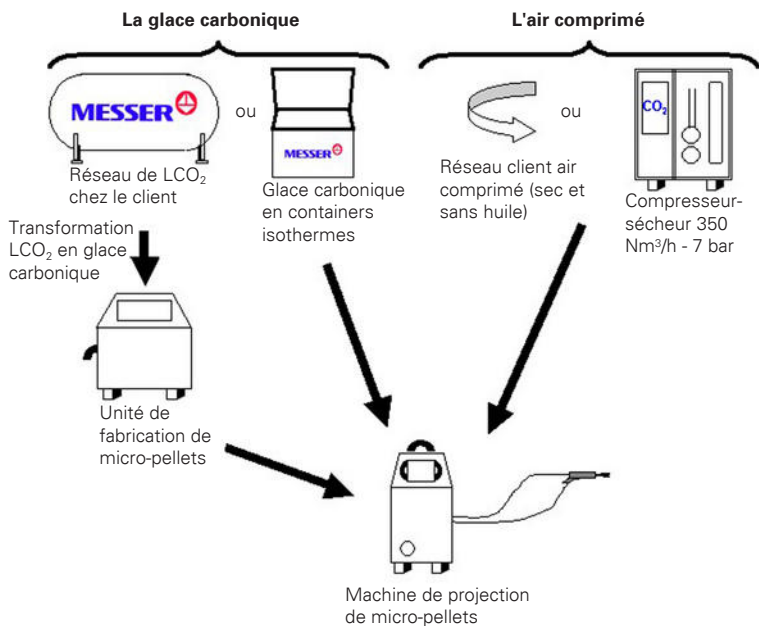 La glace carbonique
L'air comprimé
MESSER
ou
MESSER
ou
CO₂
Réseau de LCO₂
chez le client
Glace carbonique
en containers
isothermes
Réseau client air
comprimé (sec et
sans huile)
Compresseur-
sécheur 350
Nm³/h - 7 bar
Transformation
LCO₂ en glace
carbonique
Unité de
fabrication de
micro-pellets
Machine de projection
de micro-pellets